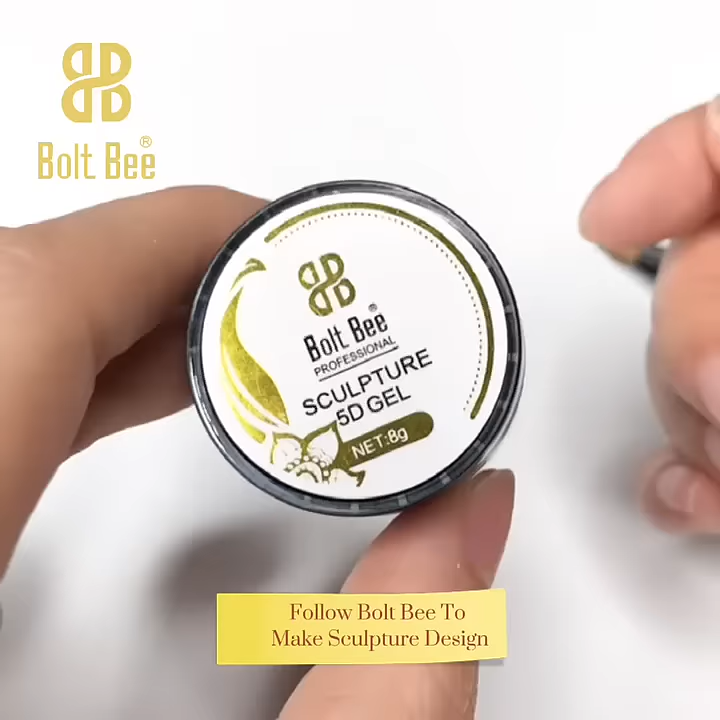 Bolt Bee®
Bolt Bee®
PROFESSIONAL
SCULPTURE
5D GEL
NET:8g
Follow Bolt Bee To
Make Sculpture Design